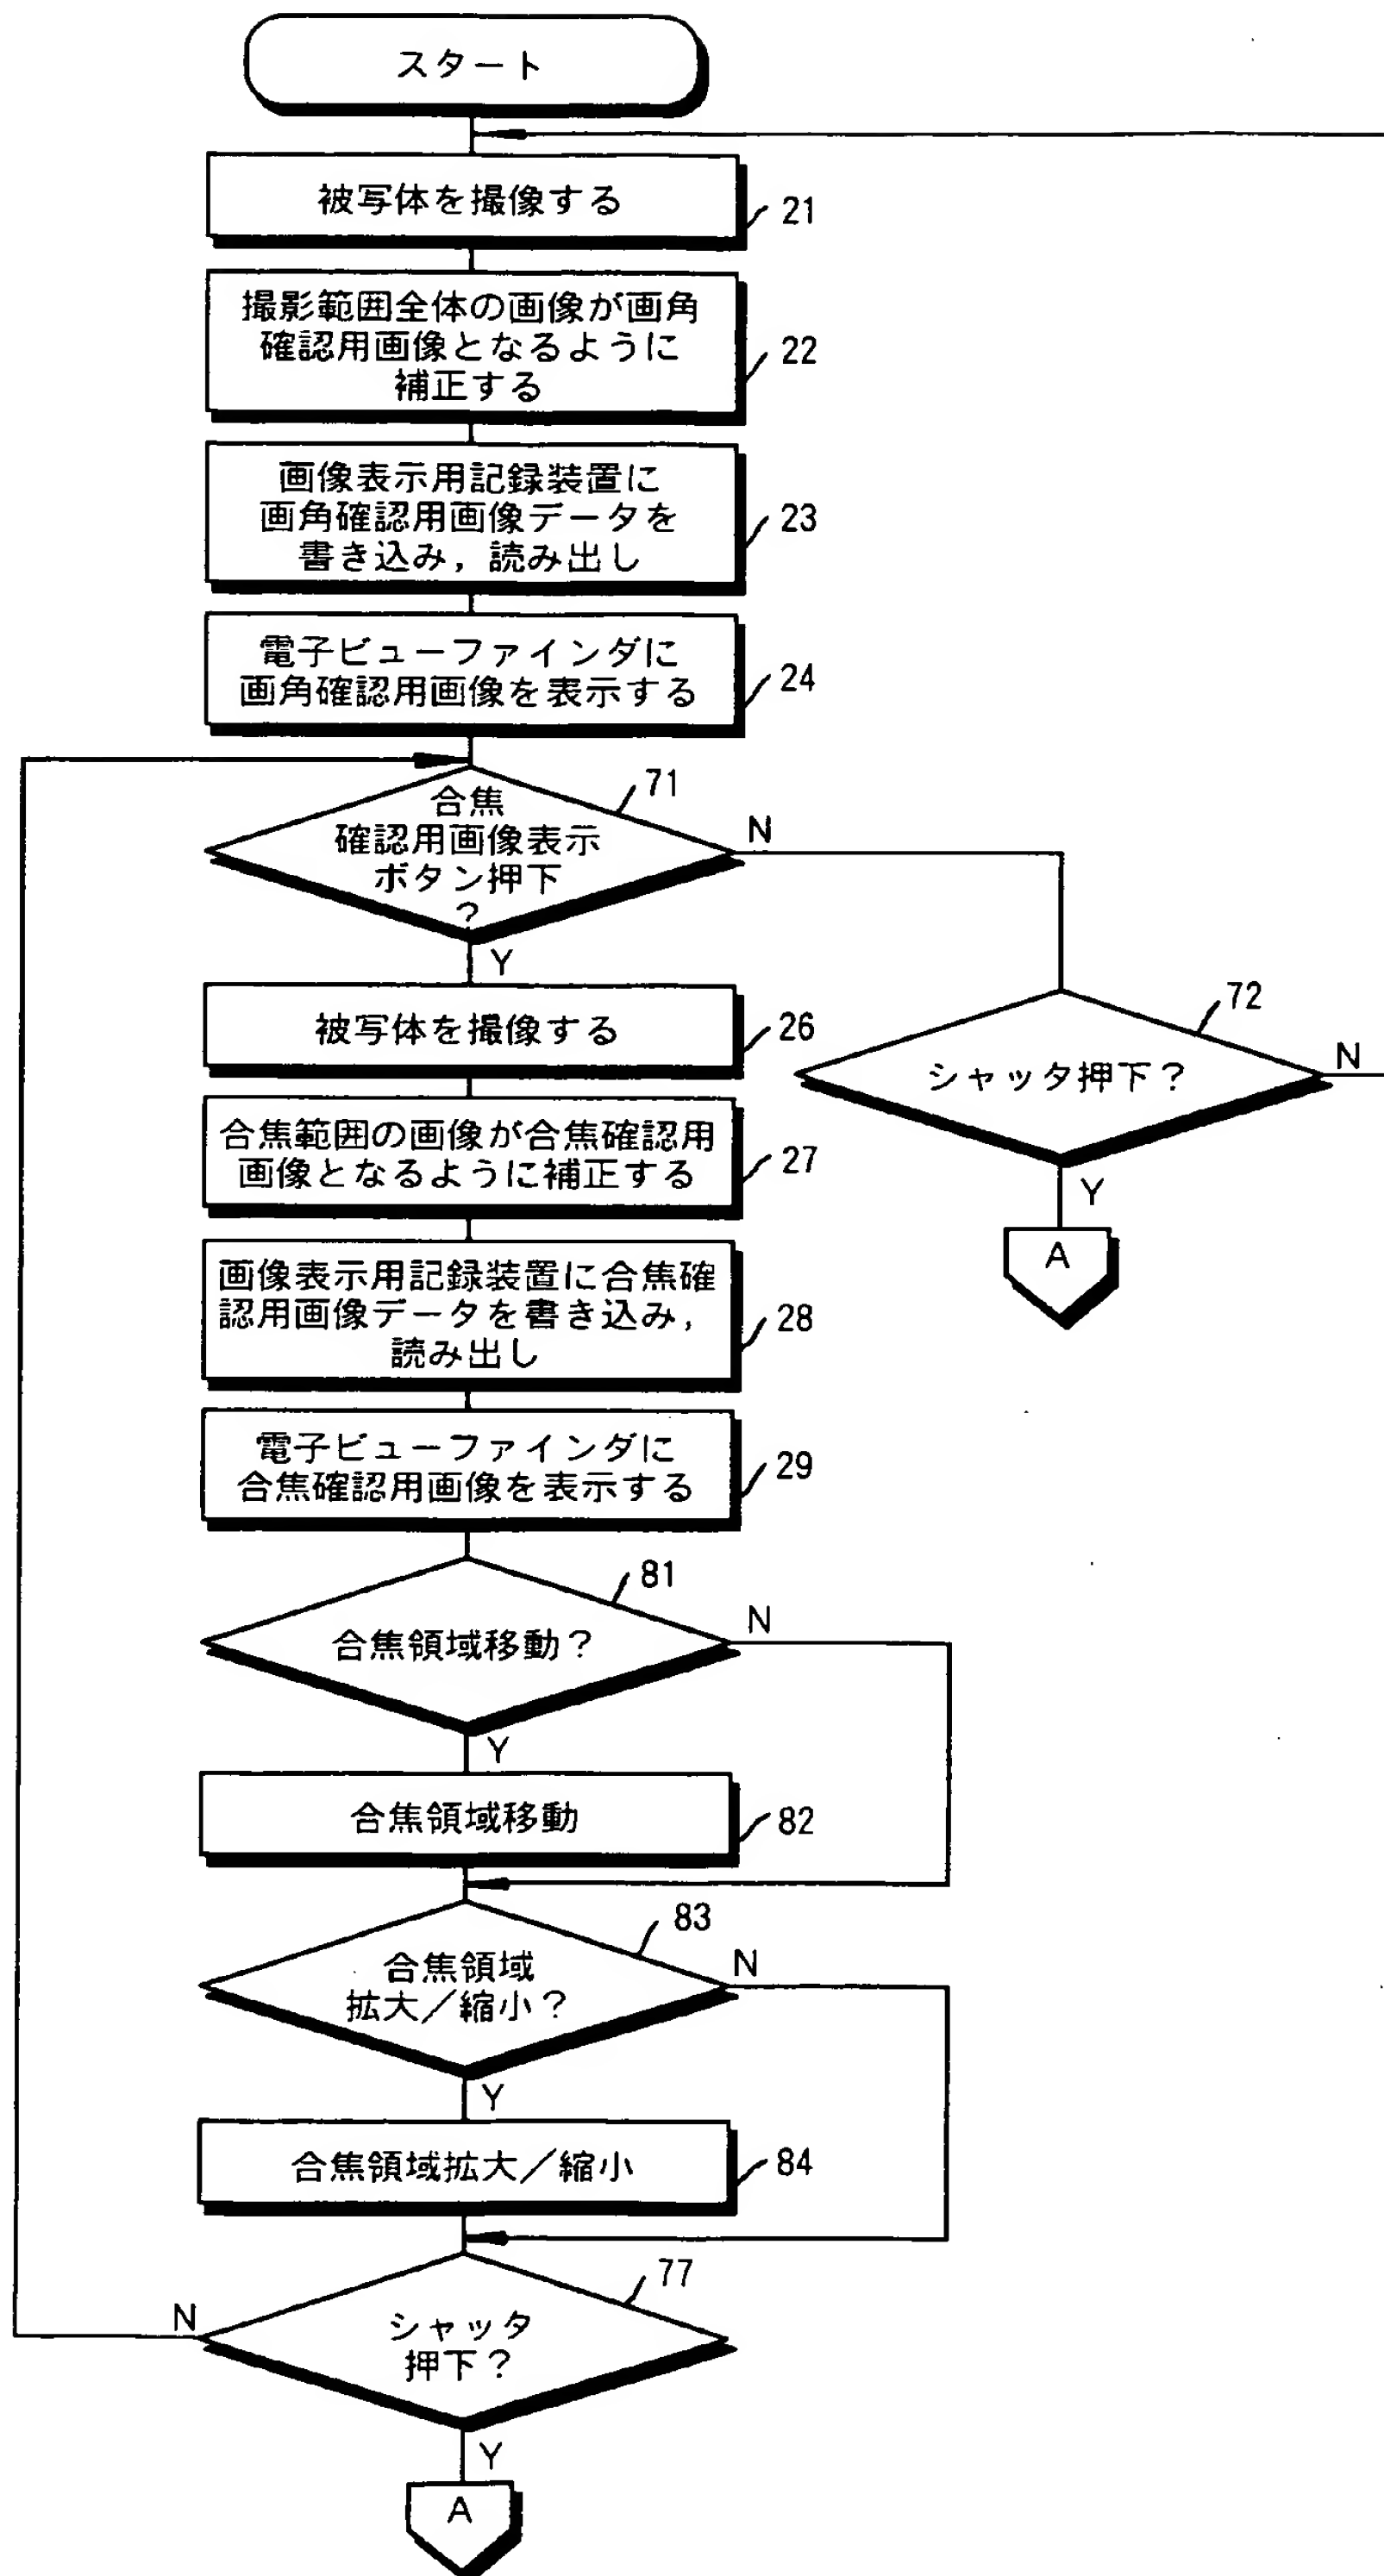 スタート
被写体を撮像する
21
撮影範囲全体の画像が画角
確認用画像となるように
補正する
22
画像表示用記録装置に
画角確認用画像データを
書き込み，読み出し
23
電子ビューファインダに
画角確認用画像を表示する
24
71
合焦
確認用画像表示
ボタン押下
?
N
Y
72
シャッタ押下?
N
Y
A
被写体を撮像する
26
合焦範囲の画像が合焦確認用
画像となるように補正する
27
画像表示用記録装置に合焦確
認用画像データを書き込み，
読み出し
28
電子ビューファインダに
合焦確認用画像を表示する
29
81
合焦領域移動?
N
Y
合焦領域移動
82
83
合焦領域
拡大／縮小?
N
Y
合焦領域拡大／縮小
84
77
シャッタ
押下?
N
Y
A